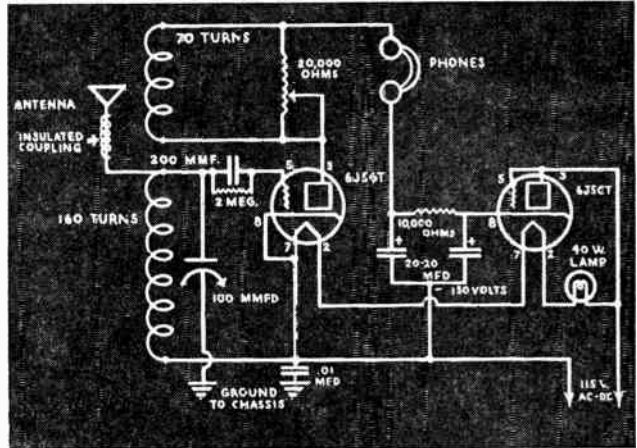 70 TURNS
20,000
OHMS
PHONES
ANTENNA
INSULATED
COUPLING
200 MMF.
5
3
6J5GT
5
3
6J5GT
2 MEG.
8
8
160 TURNS
10,000
OHMS
7
2
7
2
40 W.
LAMP
+
+
20-20
MFD
- 150 VOLTS
100 MMFD
.01
MFD
GROUND
TO CHASSIS
115 V.
AC-DC